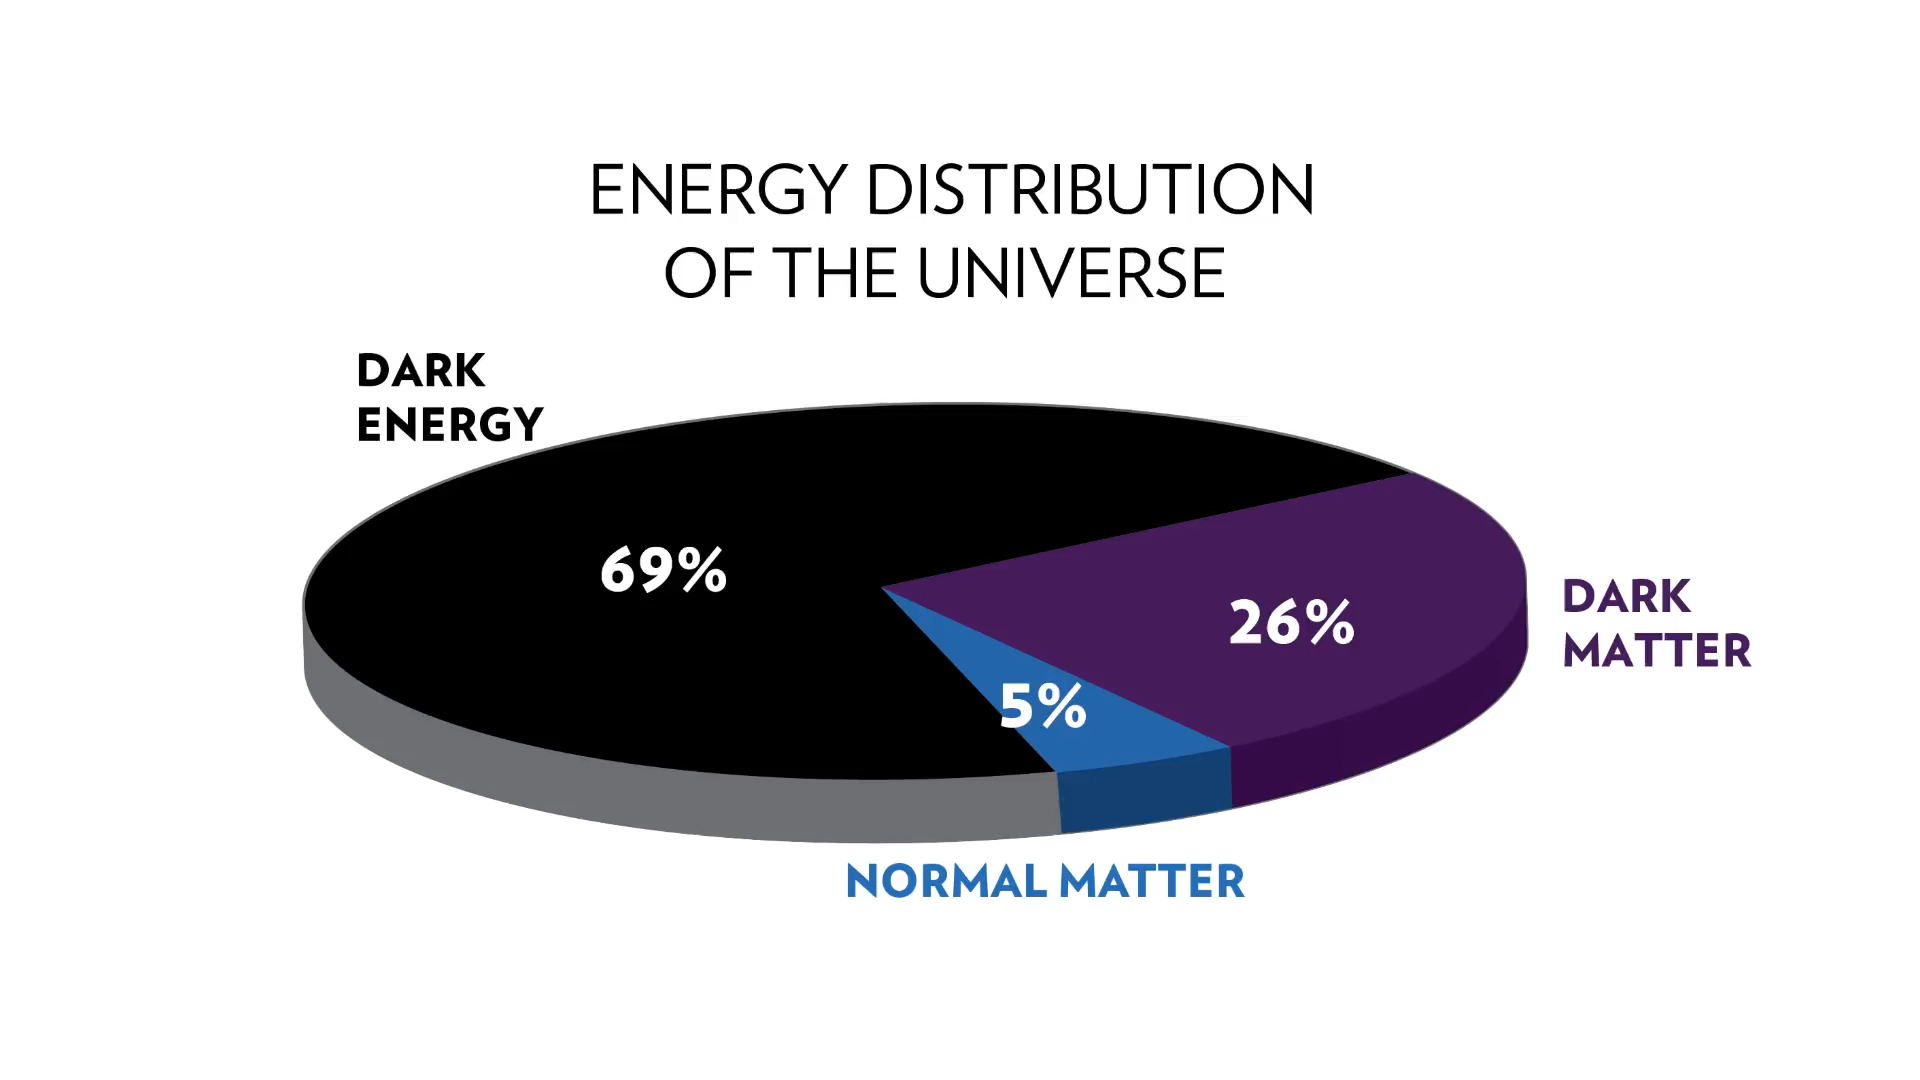 ENERGY DISTRIBUTION
OF THE UNIVERSE
DARK
ENERGY
69%
26%
DARK
MATTER
5%
NORMAL MATTER